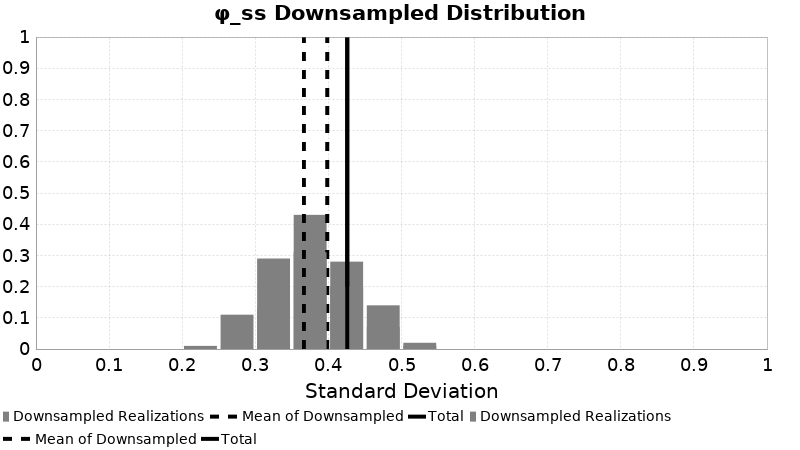 φ_ss Downsampled Distribution
1
0.9
0.8
0.7
0.6
0.5
0.4
0.3
0.2
0.1
0
0 0.1 0.2 0.3 0.4 0.5 0.6 0.7 0.8 0.9 1
Standard Deviation
Downsampled Realizations Mean of Downsampled Total Downsampled Realizations
Mean of Downsampled Total